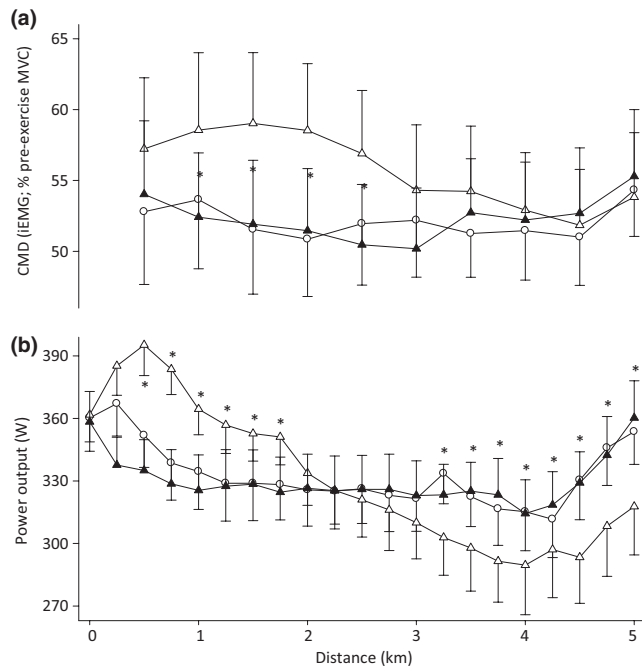 (a)
65
60
55
50
CMD (iEMG; % pre-exercise MVC)
* * * *
(b)
390
360
330
300
270
Power output (W)
* * * * * * * * * * * * * *
0 1 2 3 4 5
Distance (km)